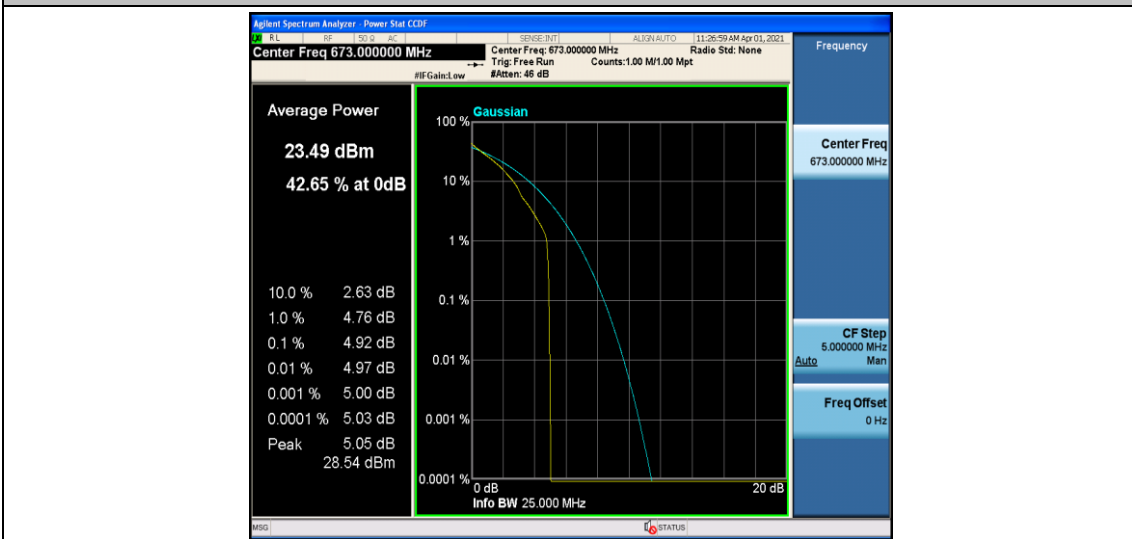 Agilent Spectrum Analyzer - Power Stat CCDF
RL RF 50 Ω AC SENSE:INT ALIGN AUTO 11:26:59 AM Apr 01, 2021
Center Freq 673.000000 MHz
Center Freq: 673.000000 MHz Radio Std: None
Trig: Free Run Counts:1.00 M/1.00 Mpt
#IFGain:Low #Atten: 46 dB
Frequency
Average Power
23.49 dBm
42.65 % at 0dB
10.0 % 2.63 dB
1.0 % 4.76 dB
0.1 % 4.92 dB
0.01 % 4.97 dB
0.001 % 5.00 dB
0.0001 % 5.03 dB
Peak 5.05 dB
28.54 dBm
Gaussian
100 %
10 %
1 %
0.1 %
0.01 %
0.001 %
0.0001 %
0 dB 20 dB
Info BW 25.000 MHz
Center Freq
673.000000 MHz
CF Step
5.000000 MHz
Auto Man
Freq Offset
0 Hz
MSG STATUS